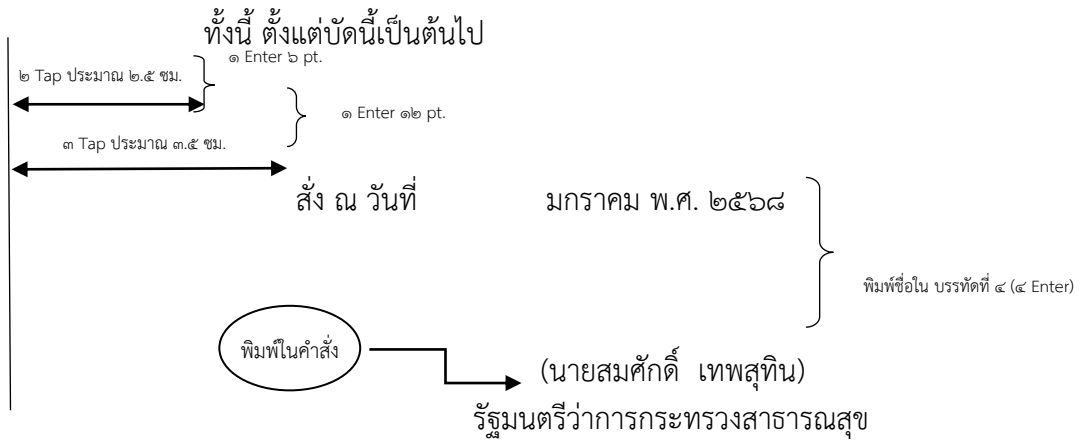 ทั้งนี้ ตั้งแต่บัดนี้เป็นต้นไป
๑ Enter ๖ pt.
๒ Tap ประมาณ ๒.๕ ซม.
๑ Enter ๑๒ pt.
๓ Tap ประมาณ ๓.๕ ซม.
สั่ง ณ วันที่ มกราคม พ.ศ. ๒๕๖๘
พิมพ์ชื่อใน บรรทัดที่ ๔ (๔ Enter)
พิมพ์ในคำสั่ง
(นายสมศักดิ์ เทพสุทิน)
รัฐมนตรีว่าการกระทรวงสาธารณสุข